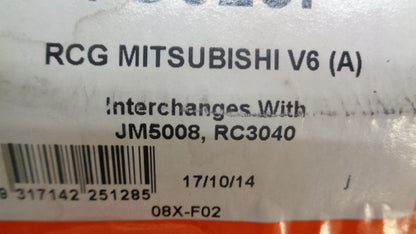 RCG MITSUBISHI V6 (A)
Interchanges With
JM5008, RC3040
9 317142 251285
17/10/14
j
08X-F02